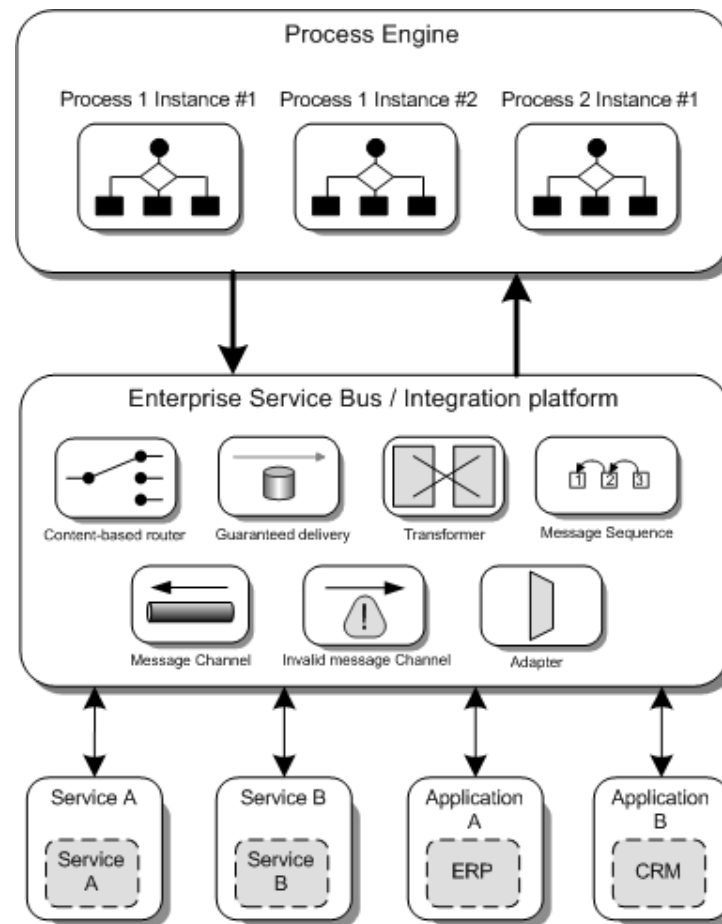 Process Engine
Process 1 Instance #1
Process 1 Instance #2
Process 2 Instance #1
Enterprise Service Bus / Integration platform
Content-based router
Guaranteed delivery
Transformer
1 2 3
Message Sequence
Message Channel
!
Invalid message Channel
Adapter
Service A
Service
A
Service B
Service
B
Application
A
ERP
Application
B
CRM